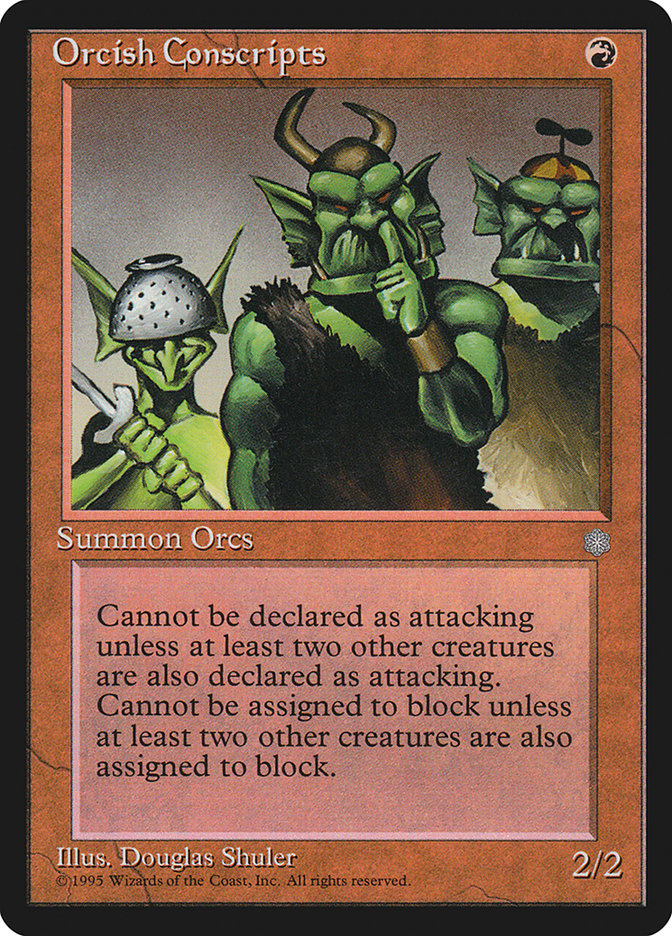 Orcish Conscripts
Summon Orcs
Cannot be declared as attacking
unless at least two other creatures
are also declared as attacking.
Cannot be assigned to block unless
at least two other creatures are also
assigned to block.
Illus. Douglas Shuler
2/2
©1995 Wizards of the Coast, Inc. All rights reserved.